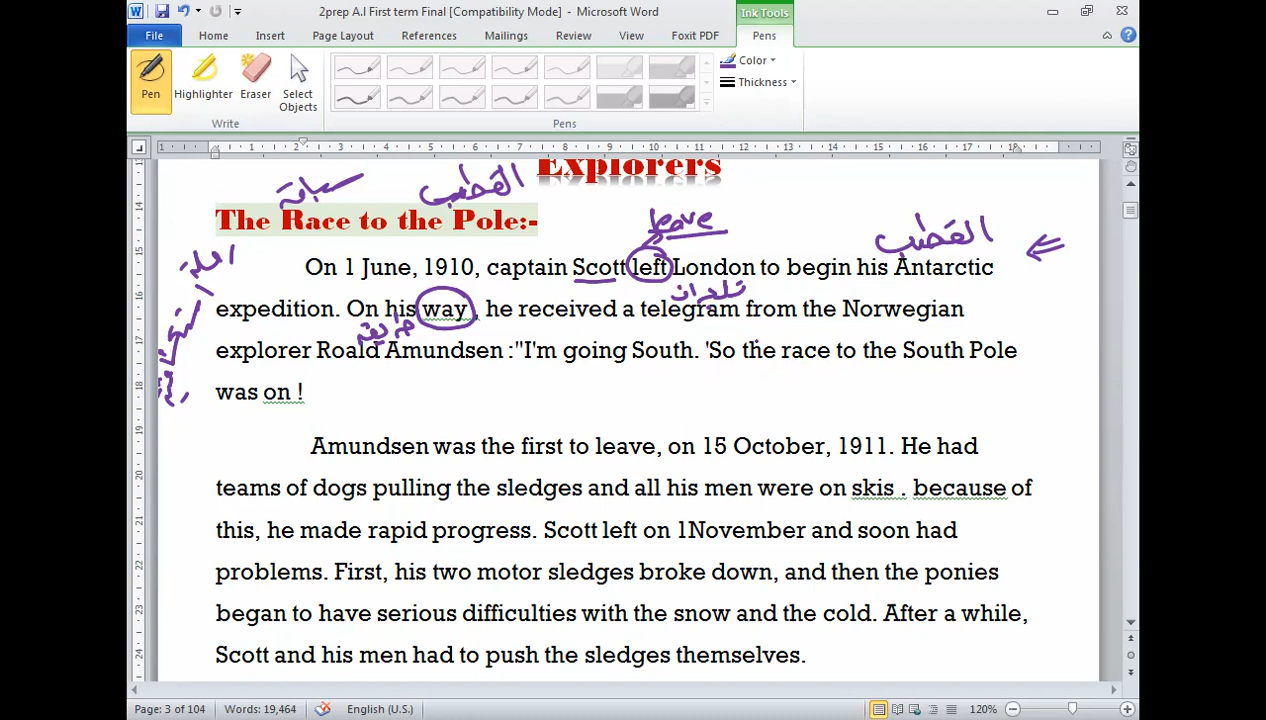 2prep A.I First term Final [Compatibility Mode] - Microsoft Word
Ink Tools
File Home Insert Page Layout References Mailings Review View Foxit PDF Pens
Pen Highlighter Eraser Select Objects
Color
Thickness
Write
Pens
Explorers
سباقة القطب
The Race to the Pole:-
leave
القطب
On 1 June, 1910, captain Scott left London to begin his Antarctic
تلغراف
expedition. On his way , he received a telegram from the Norwegian
طريقة
explorer Roald Amundsen :"I'm going South. 'So the race to the South Pole
was on !
Amundsen was the first to leave, on 15 October, 1911. He had
teams of dogs pulling the sledges and all his men were on skis . because of
this, he made rapid progress. Scott left on 1November and soon had
problems. First, his two motor sledges broke down, and then the ponies
began to have serious difficulties with the snow and the cold. After a while,
Scott and his men had to push the sledges themselves.
Page: 3 of 104 Words: 19,464 English (U.S.) 120%